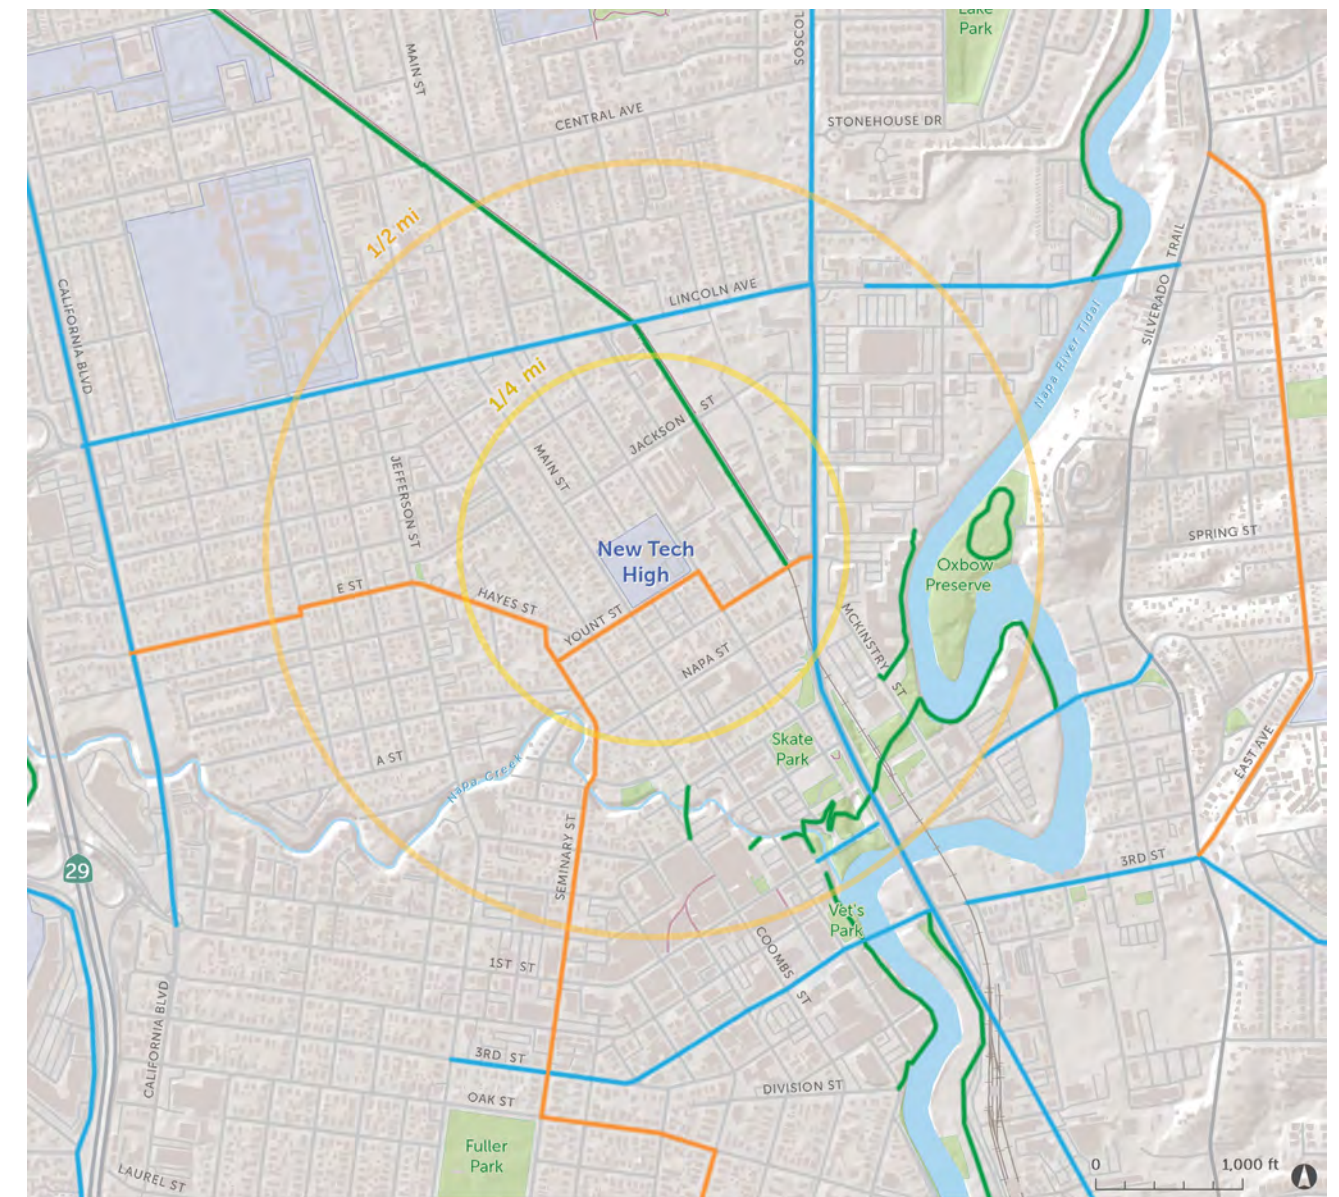 Lake
Park
MAIN ST
SOSCOL
CENTRAL AVE
STONEHOUSE DR
1/2 mi
SILVERADO TRAIL
CALIFORNIA BLVD
LINCOLN AVE
Napa River Tidal
1/4 mi
JACKSON ST
MAIN ST
JEFFERSON ST
SPRING ST
New Tech
High
Oxbow
Preserve
E ST
HAYES ST
YOUNT ST
MCKINSTRY ST
NAPA ST
Skate
Park
A ST
Napa Creek
EAST AVE
SEMINARY ST
29
3RD ST
Vet's
Park
COOMBS ST
1ST ST
CALIFORNIA BLVD
3RD ST
DIVISION ST
OAK ST
Fuller
Park
LAUREL ST
0 1,000 ft